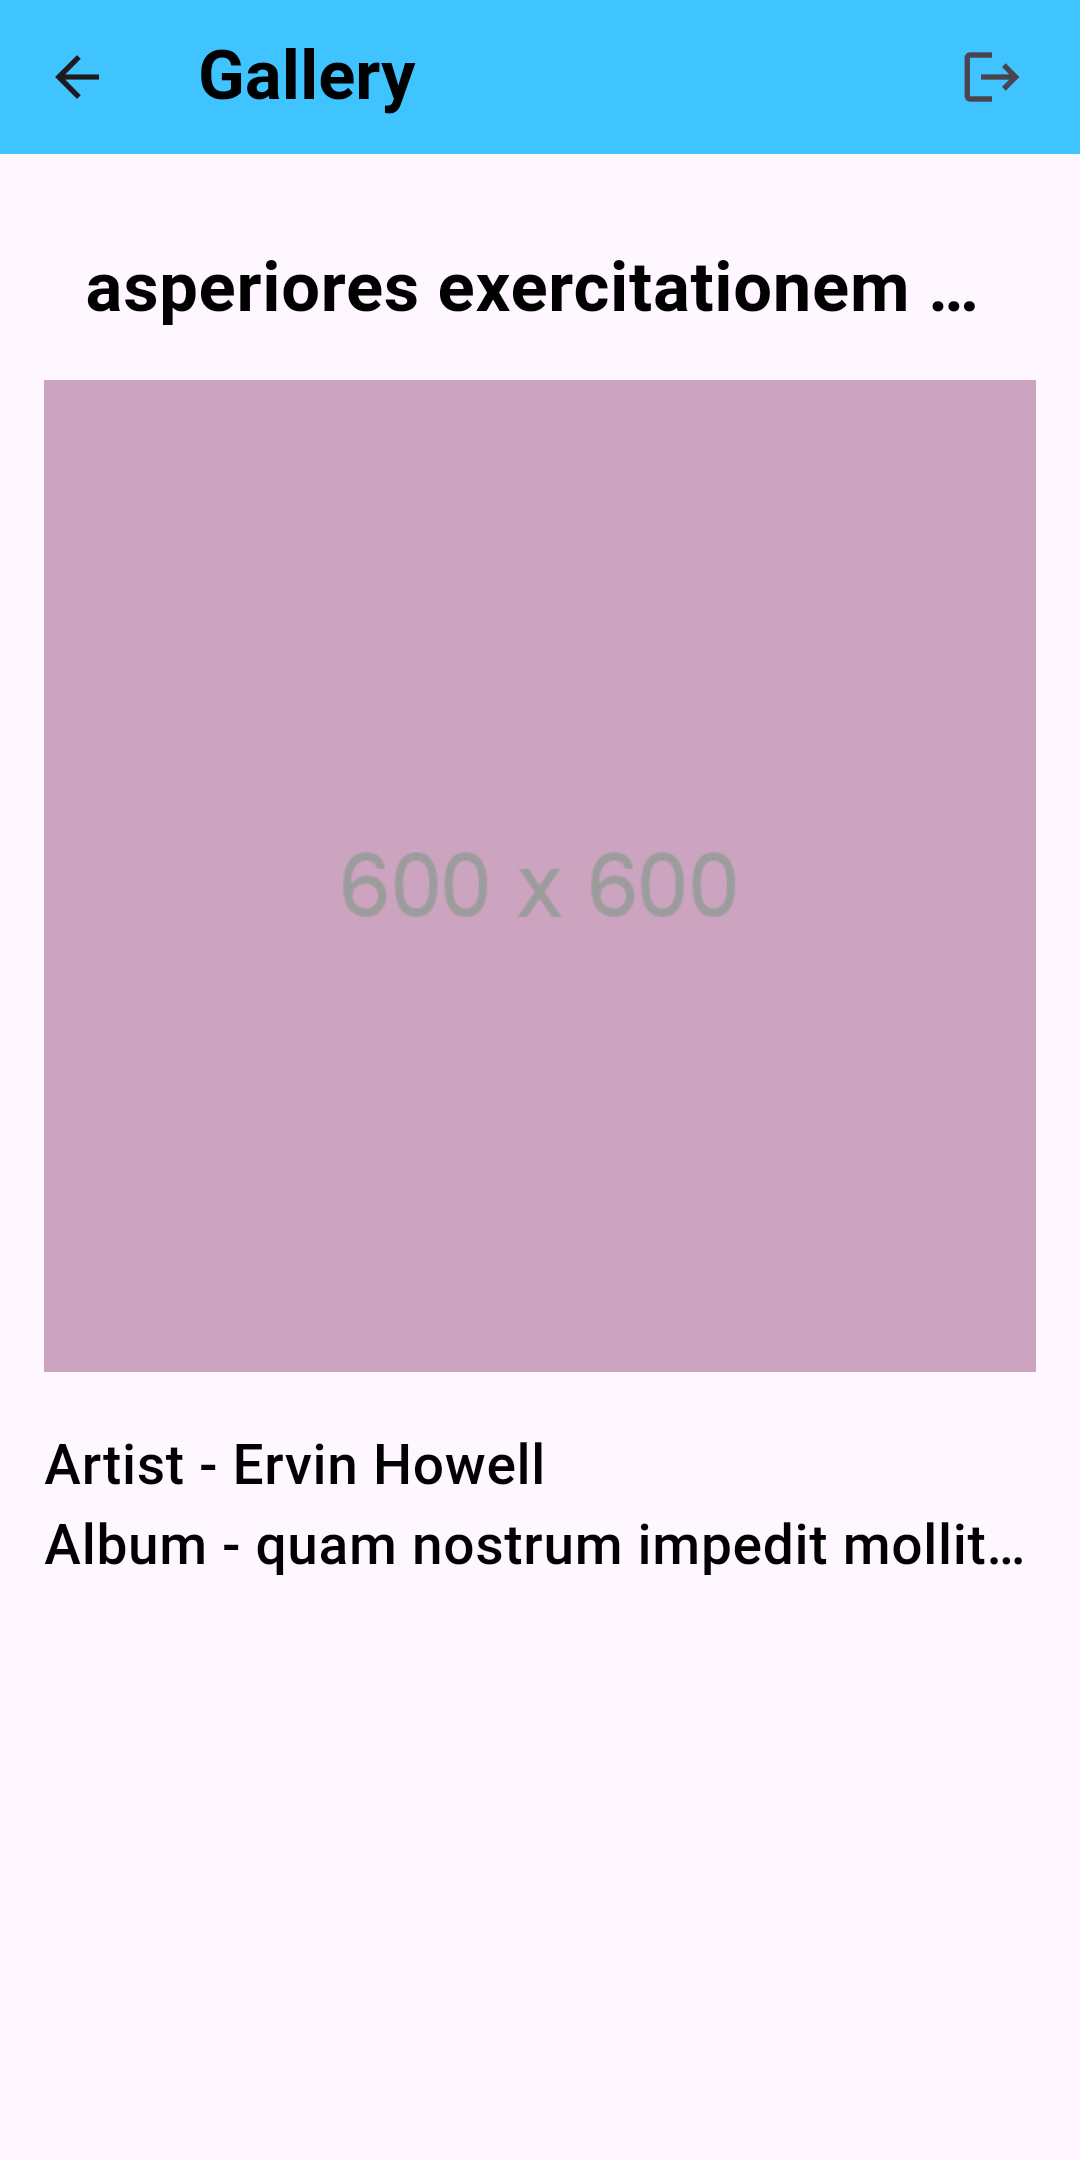 Gallery
asperiores exercitationem ...
600 x 600
Artist - Ervin Howell
Album - quam nostrum impedit mollit...